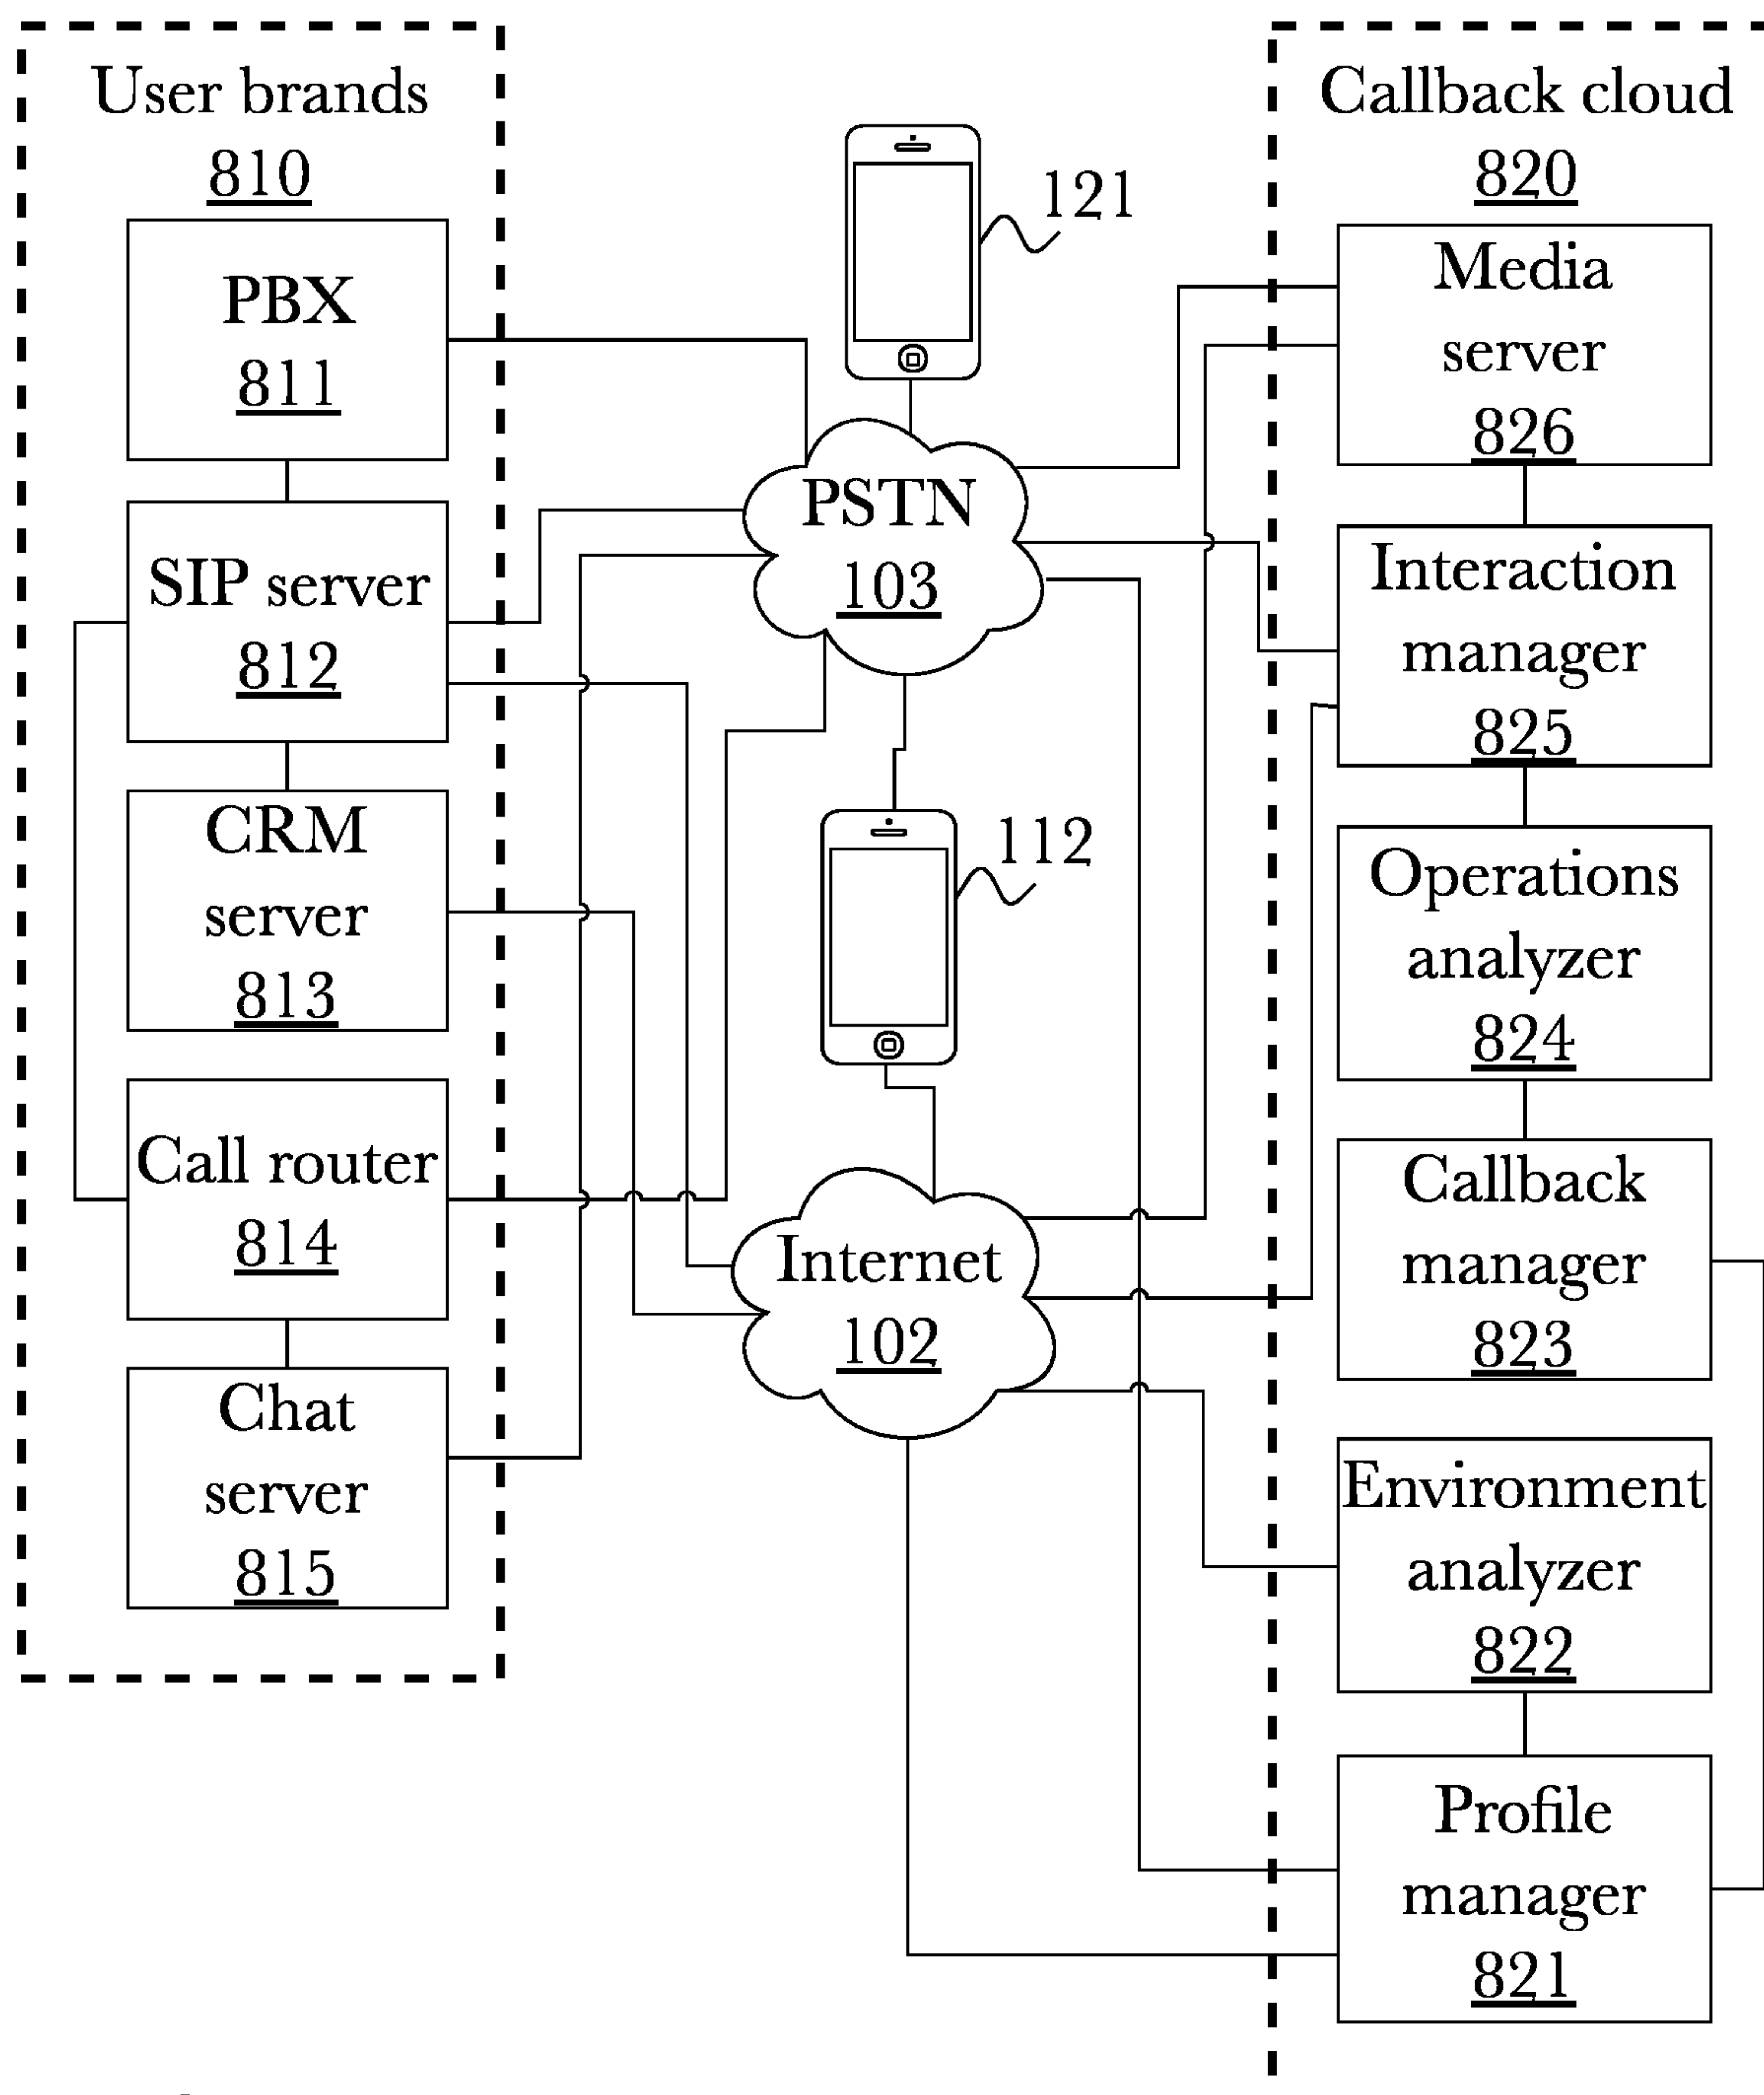 User brands
810
PBX
811
SIP server
812
CRM
server
813
Call router
814
Chat
server
815
121
PSTN
103
112
Internet
102
Callback cloud
820
Media
server
826
Interaction
manager
825
Operations
analyzer
824
Callback
manager
823
Environment
analyzer
822
Profile
manager
821